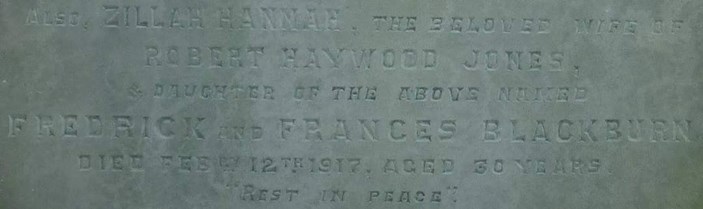 ALSO, ZILLAH HANNAH, THE BELOVED WIFE OF
ROBERT HAYWOOD JONES,
& DAUGHTER OF THE ABOVE NAMED
FREDRICK AND FRANCES BLACKBURN
DIED FEBY 12TH 1917, AGED 30 YEARS.
"REST IN PEACE".